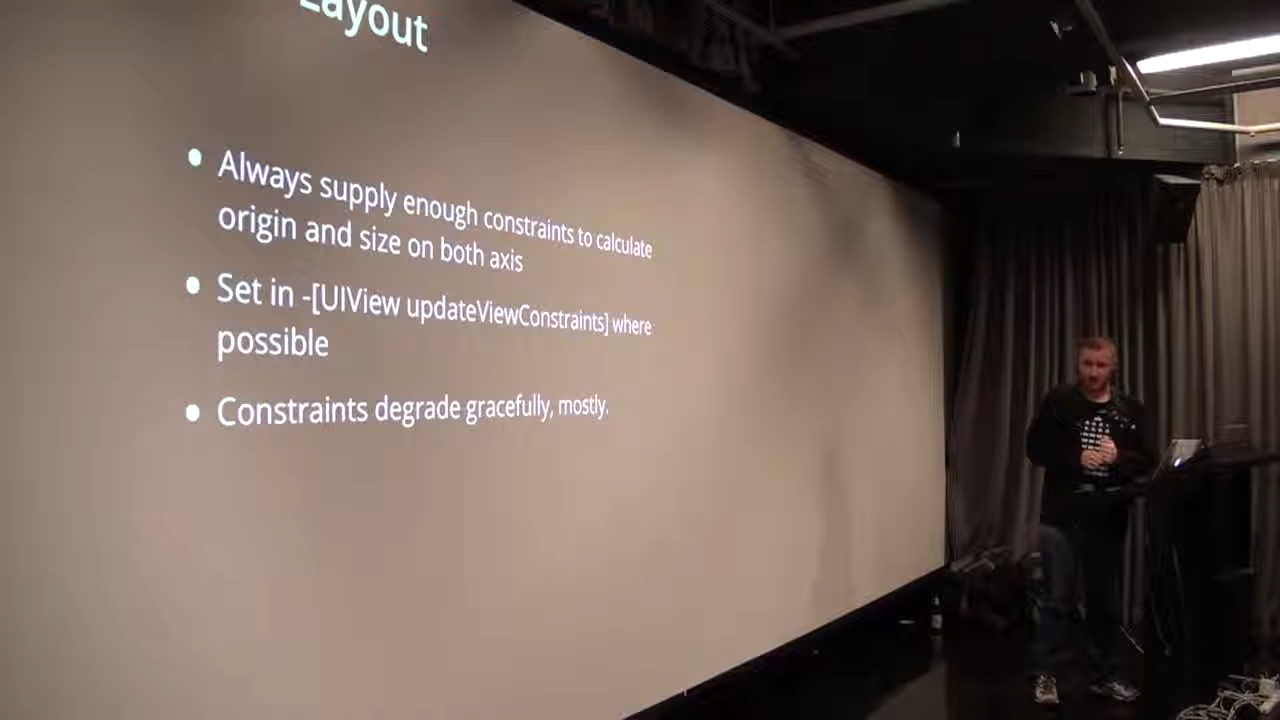 Layout
• Always supply enough constraints to calculate
origin and size on both axis
• Set in -[UIView updateViewConstraints] where
possible
• Constraints degrade gracefully, mostly.